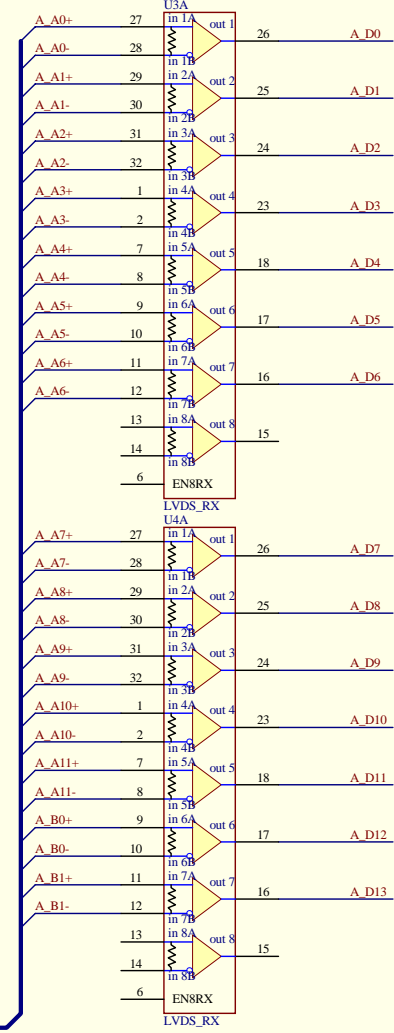 U3A
A_A0+ 27 in 1A out 1
26 A_D0
A_A0- 28 in 1B
A_A1+ 29 in 2A out 2
25 A_D1
A_A1- 30 in 2B
A_A2+ 31 in 3A out 3
24 A_D2
A_A2- 32 in 3B
A_A3+ 1 in 4A out 4
23 A_D3
A_A3- 2 in 4B
A_A4+ 7 in 5A out 5
18 A_D4
A_A4- 8 in 5B
A_A5+ 9 in 6A out 6
17 A_D5
A_A5- 10 in 6B
A_A6+ 11 in 7A out 7
16 A_D6
A_A6- 12 in 7B
13 in 8A out 8
15
14 in 8B
6 EN8RX
LVDS_RX
U4A
A_A7+ 27 in 1A out 1
26 A_D7
A_A7- 28 in 1B
A_A8+ 29 in 2A out 2
25 A_D8
A_A8- 30 in 2B
A_A9+ 31 in 3A out 3
24 A_D9
A_A9- 32 in 3B
A_A10+ 1 in 4A out 4
23 A_D10
A_A10- 2 in 4B
A_A11+ 7 in 5A out 5
18 A_D11
A_A11- 8 in 5B
A_B0+ 9 in 6A out 6
17 A_D12
A_B0- 10 in 6B
A_B1+ 11 in 7A out 7
16 A_D13
A_B1- 12 in 7B
13 in 8A out 8
15
14 in 8B
6 EN8RX
LVDS_RX